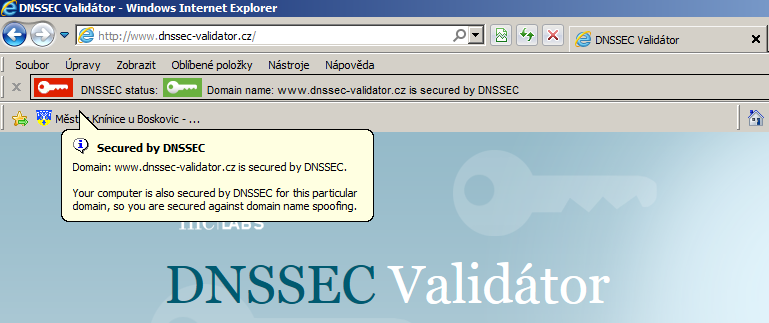 DNSSEC Validátor - Windows Internet Explorer
http://www.dnssec-validator.cz/
DNSSEC Validátor
Soubor Úpravy Zobrazit Oblíbené položky Nástroje Nápověda
DNSSEC status: Domain name: www.dnssec-validator.cz is secured by DNSSEC
Knínice u Boskovic - ...
Secured by DNSSEC
Domain: www.dnssec-validator.cz is secured by DNSSEC.
Your computer is also secured by DNSSEC for this particular
domain, so you are secured against domain name spoofing.
LABS
DNSSEC Validátor